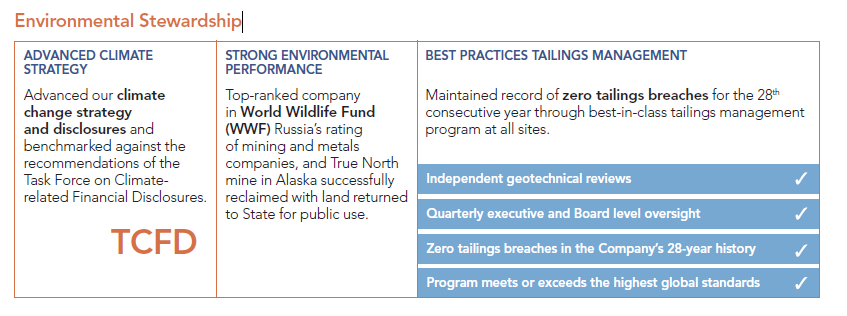 Environmental Stewardship
ADVANCED CLIMATE
STRATEGY
Advanced our climate
change strategy
and disclosures and
benchmarked against the
recommendations of the
Task Force on Climate-
related Financial Disclosures.
TCFD
STRONG ENVIRONMENTAL
PERFORMANCE
Top-ranked company
in World Wildlife Fund
(WWF) Russia's rating
of mining and metals
companies, and True North
mine in Alaska successfully
reclaimed with land returned
to State for public use.
BEST PRACTICES TAILINGS MANAGEMENT
Maintained record of zero tailings breaches for the 28th
consecutive year through best-in-class tailings management
program at all sites.
Independent geotechnical reviews ✓
Quarterly executive and Board level oversight ✓
Zero tailings breaches in the Company's 28-year history ✓
Program meets or exceeds the highest global standards ✓